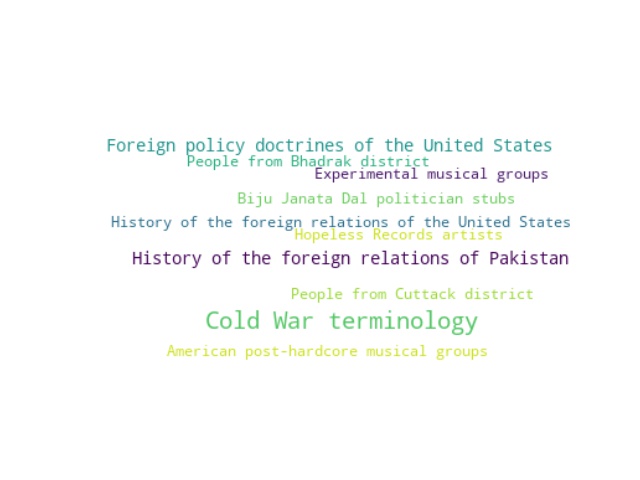 Foreign policy doctrines of the United States
People from Bhadrak district
Experimental musical groups
Biju Janata Dal politician stubs
History of the foreign relations of the United States
Hopeless Records artists
History of the foreign relations of Pakistan
People from Cuttack district
Cold War terminology
American post-hardcore musical groups